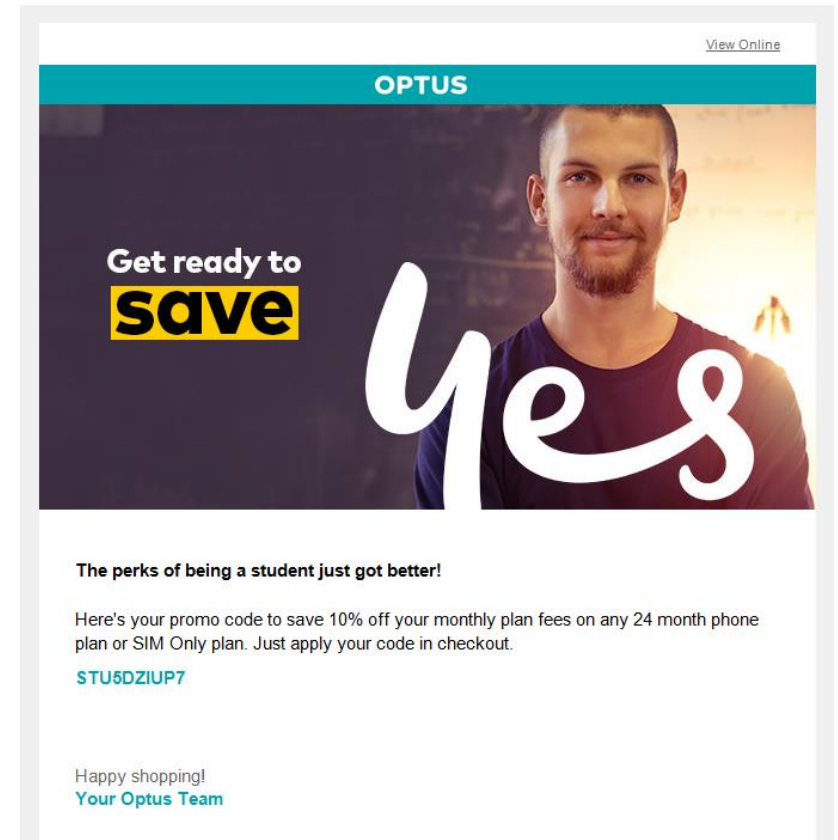 View Online
OPTUS
Get ready to
save
yes
The perks of being a student just got better!
Here's your promo code to save 10% off your monthly plan fees on any 24 month phone
plan or SIM Only plan. Just apply your code in checkout.
STU5DZIUP7
Happy shopping!
Your Optus Team